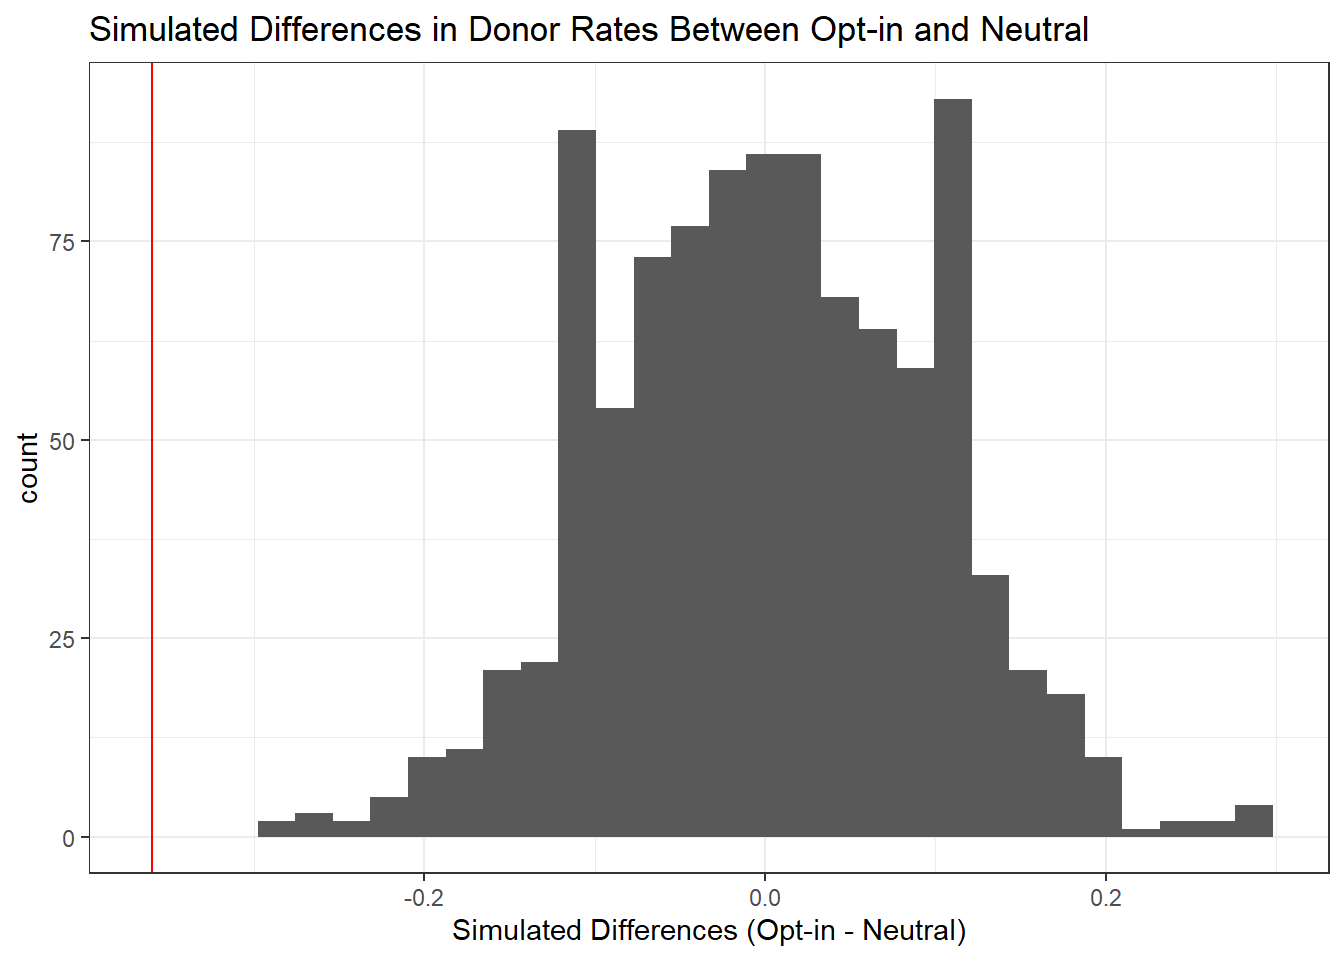 Simulated Differences in Donor Rates Between Opt-in and Neutral
75
50
25
0
count
-0.2
0.0
0.2
Simulated Differences (Opt-in - Neutral)